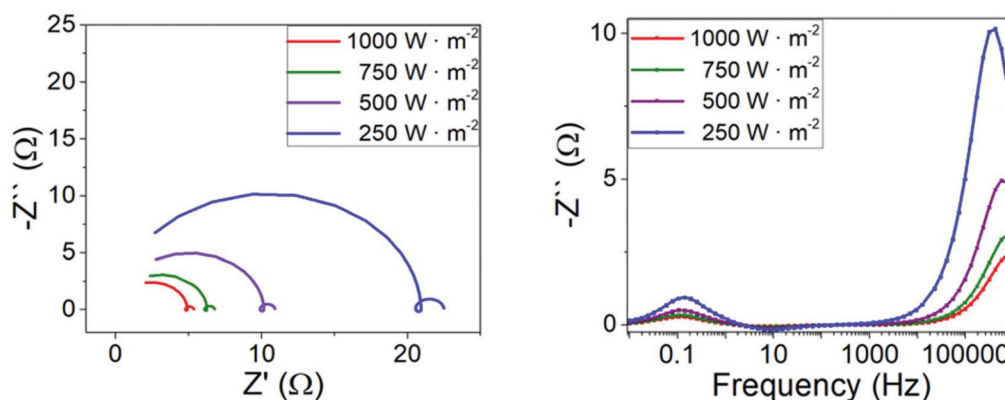 25
20
15
10
5
0
-Z`` (Ω)
1000 W · m-2
750 W · m-2
500 W · m-2
250 W · m-2
0 10 20
Z' (Ω)
10
5
0
-Z`` (Ω)
1000 W · m-2
750 W · m-2
500 W · m-2
250 W · m-2
0.1 10 1000 100000
Frequency (Hz)